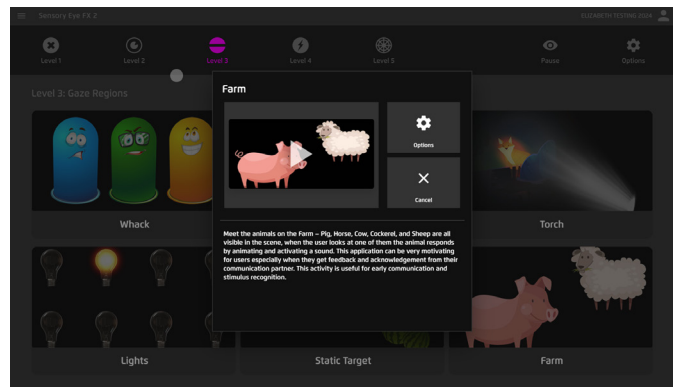 Sensory Eye FX 2
ELIZABETH FESTING 2024
Level 1
Level 2
Level 3
Level 4
Level 5
Pause
Options
Level 3: Gaze Regions
Farm
Options
Cancel
Meet the animals on the Farm – Pig, Horse, Cow, Cockerel, and Sheep are all
visible in the scene, when the user looks at one of them the animal responds
by animating and activating a sound. This application can be very motivating
for users especially when they get feedback and acknowledgement from their
communication partner. This activity is useful for early communication and
stimulus recognition.
Whack
Torch
Lights
Static Target
Farm